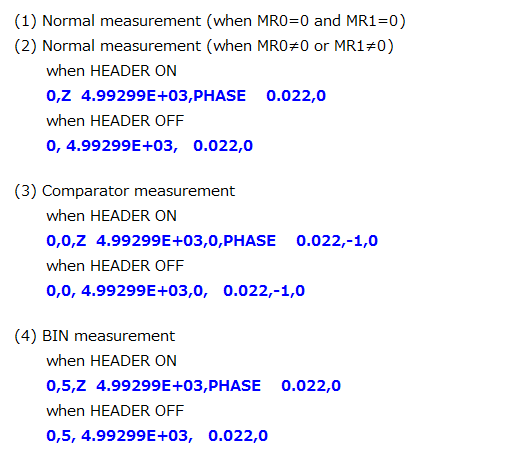 (1) Normal measurement (when MR0=0 and MR1=0)
(2) Normal measurement (when MR0≠0 or MR1≠0)
when HEADER ON
0,Z  4.99299E+03,PHASE    0.022,0
when HEADER OFF
0, 4.99299E+03,   0.022,0
(3) Comparator measurement
when HEADER ON
0,0,Z  4.99299E+03,0,PHASE    0.022,-1,0
when HEADER OFF
0,0, 4.99299E+03,0,   0.022,-1,0
(4) BIN measurement
when HEADER ON
0,5,Z  4.99299E+03,PHASE    0.022,0
when HEADER OFF
0,5, 4.99299E+03,   0.022,0